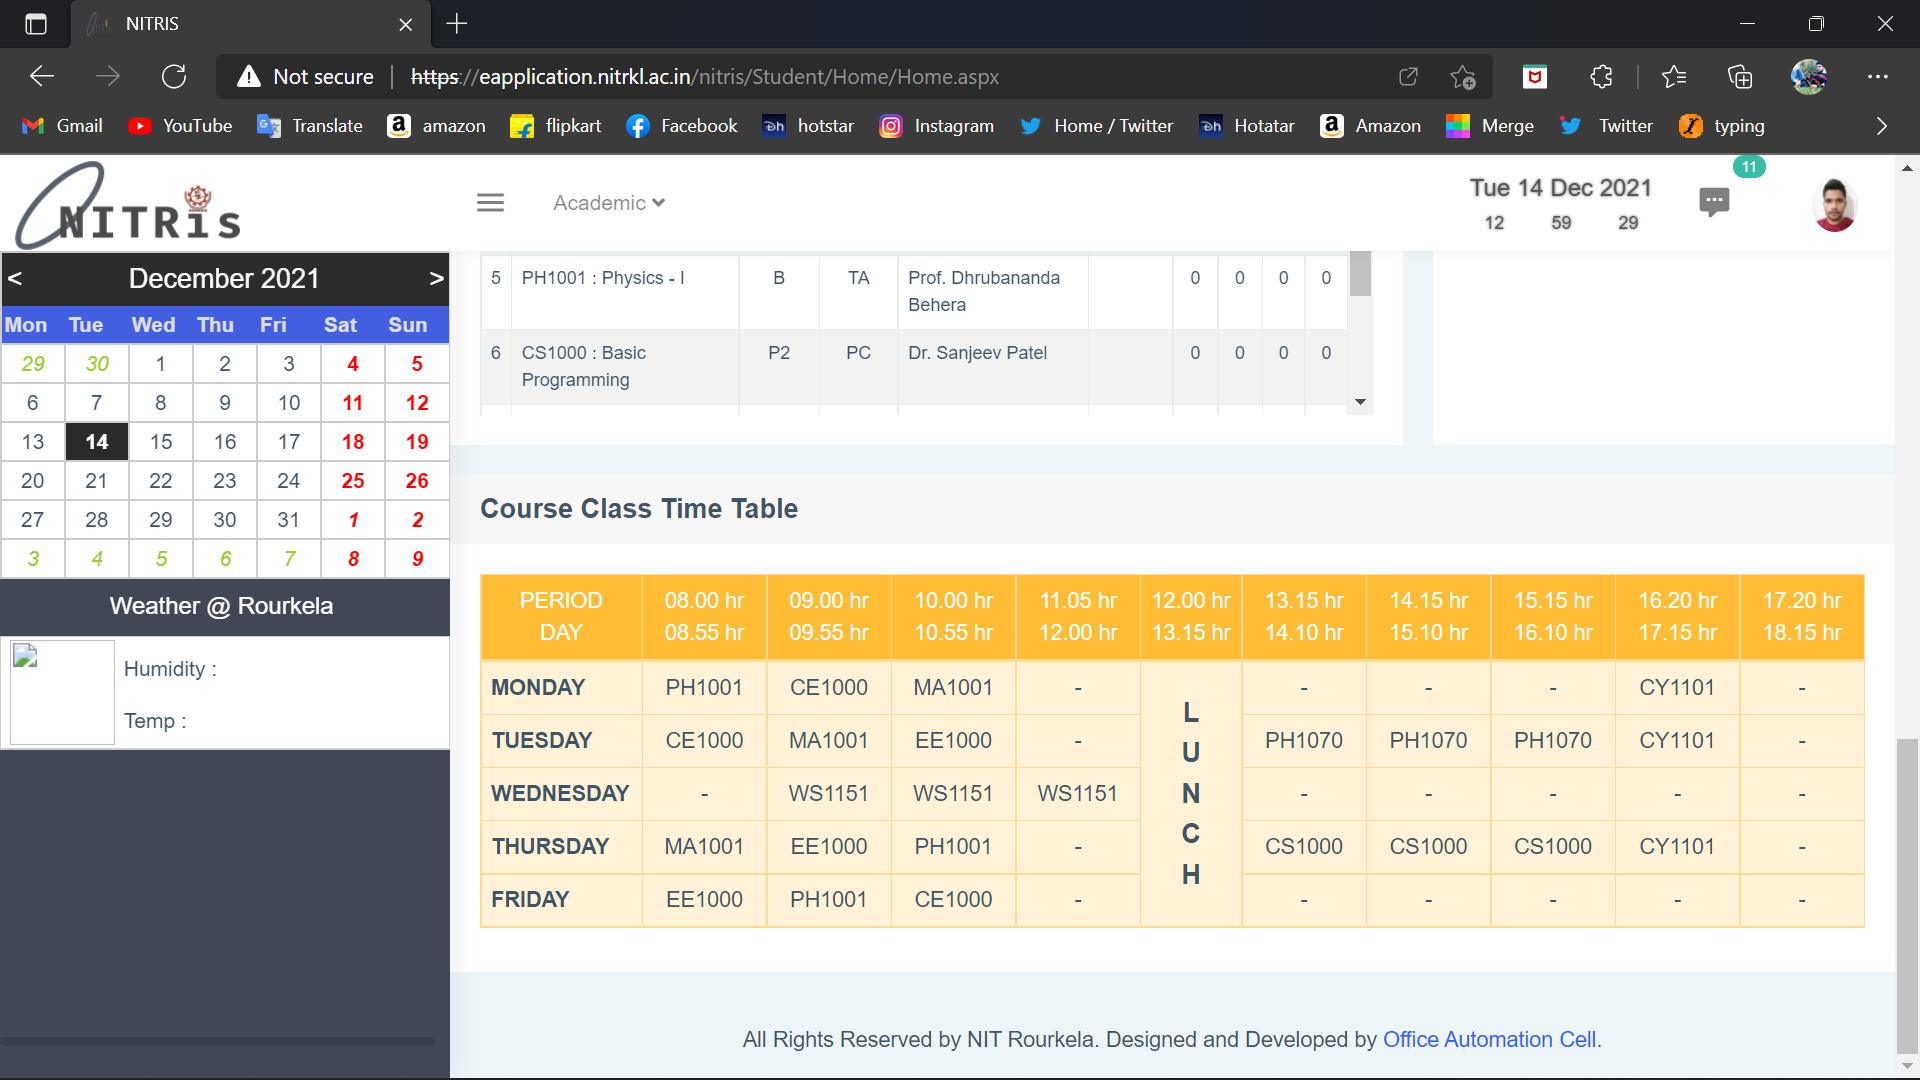 NITRIS
Not secure https://eapplication.nitrkl.ac.in/nitris/Student/Home/Home.aspx
Gmail YouTube Translate amazon flipkart Facebook hotstar Instagram Home / Twitter Hotatar Amazon Merge Twitter typing
NITRis
Academic
Tue 14 Dec 2021
12 59 29
11
< December 2021 >
Mon Tue Wed Thu Fri Sat Sun
29 30 1 2 3 4 5
6 7 8 9 10 11 12
13 14 15 16 17 18 19
20 21 22 23 24 25 26
27 28 29 30 31 1 2
3 4 5 6 7 8 9
Weather @ Rourkela
Humidity :
Temp :
5 PH1001 : Physics - I B TA Prof. Dhrubananda 0 0 0 0
Behera
6 CS1000 : Basic P2 PC Dr. Sanjeev Patel 0 0 0 0
Programming
Course Class Time Table
PERIOD 08.00 hr 09.00 hr 10.00 hr 11.05 hr 12.00 hr 13.15 hr 14.15 hr 15.15 hr 16.20 hr 17.20 hr
DAY 08.55 hr 09.55 hr 10.55 hr 12.00 hr 13.15 hr 14.10 hr 15.10 hr 16.10 hr 17.15 hr 18.15 hr
MONDAY PH1001 CE1000 MA1001 - - - - CY1101 -
TUESDAY CE1000 MA1001 EE1000 - PH1070 PH1070 PH1070 CY1101 -
WEDNESDAY - WS1151 WS1151 WS1151 - - - - -
THURSDAY MA1001 EE1000 PH1001 - CS1000 CS1000 CS1000 CY1101 -
FRIDAY EE1000 PH1001 CE1000 - - - - - -
L
U
N
C
H
All Rights Reserved by NIT Rourkela. Designed and Developed by Office Automation Cell.